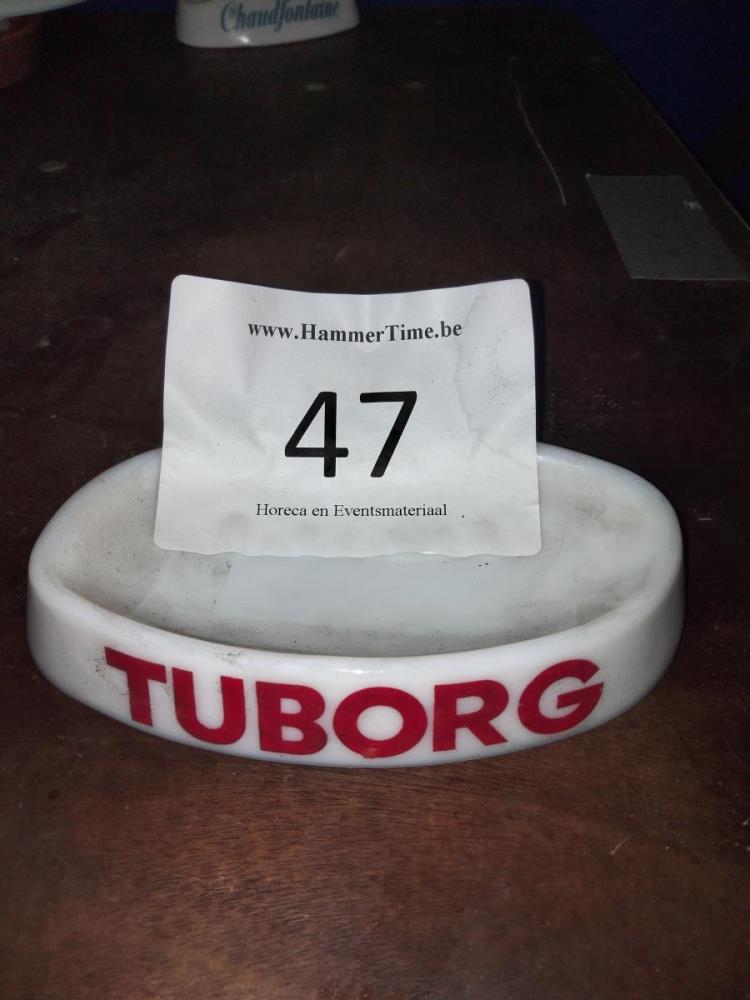 Chaudfontaine
www.HammerTime.be
47
Horeca en Eventsmateriaal
TUBORG